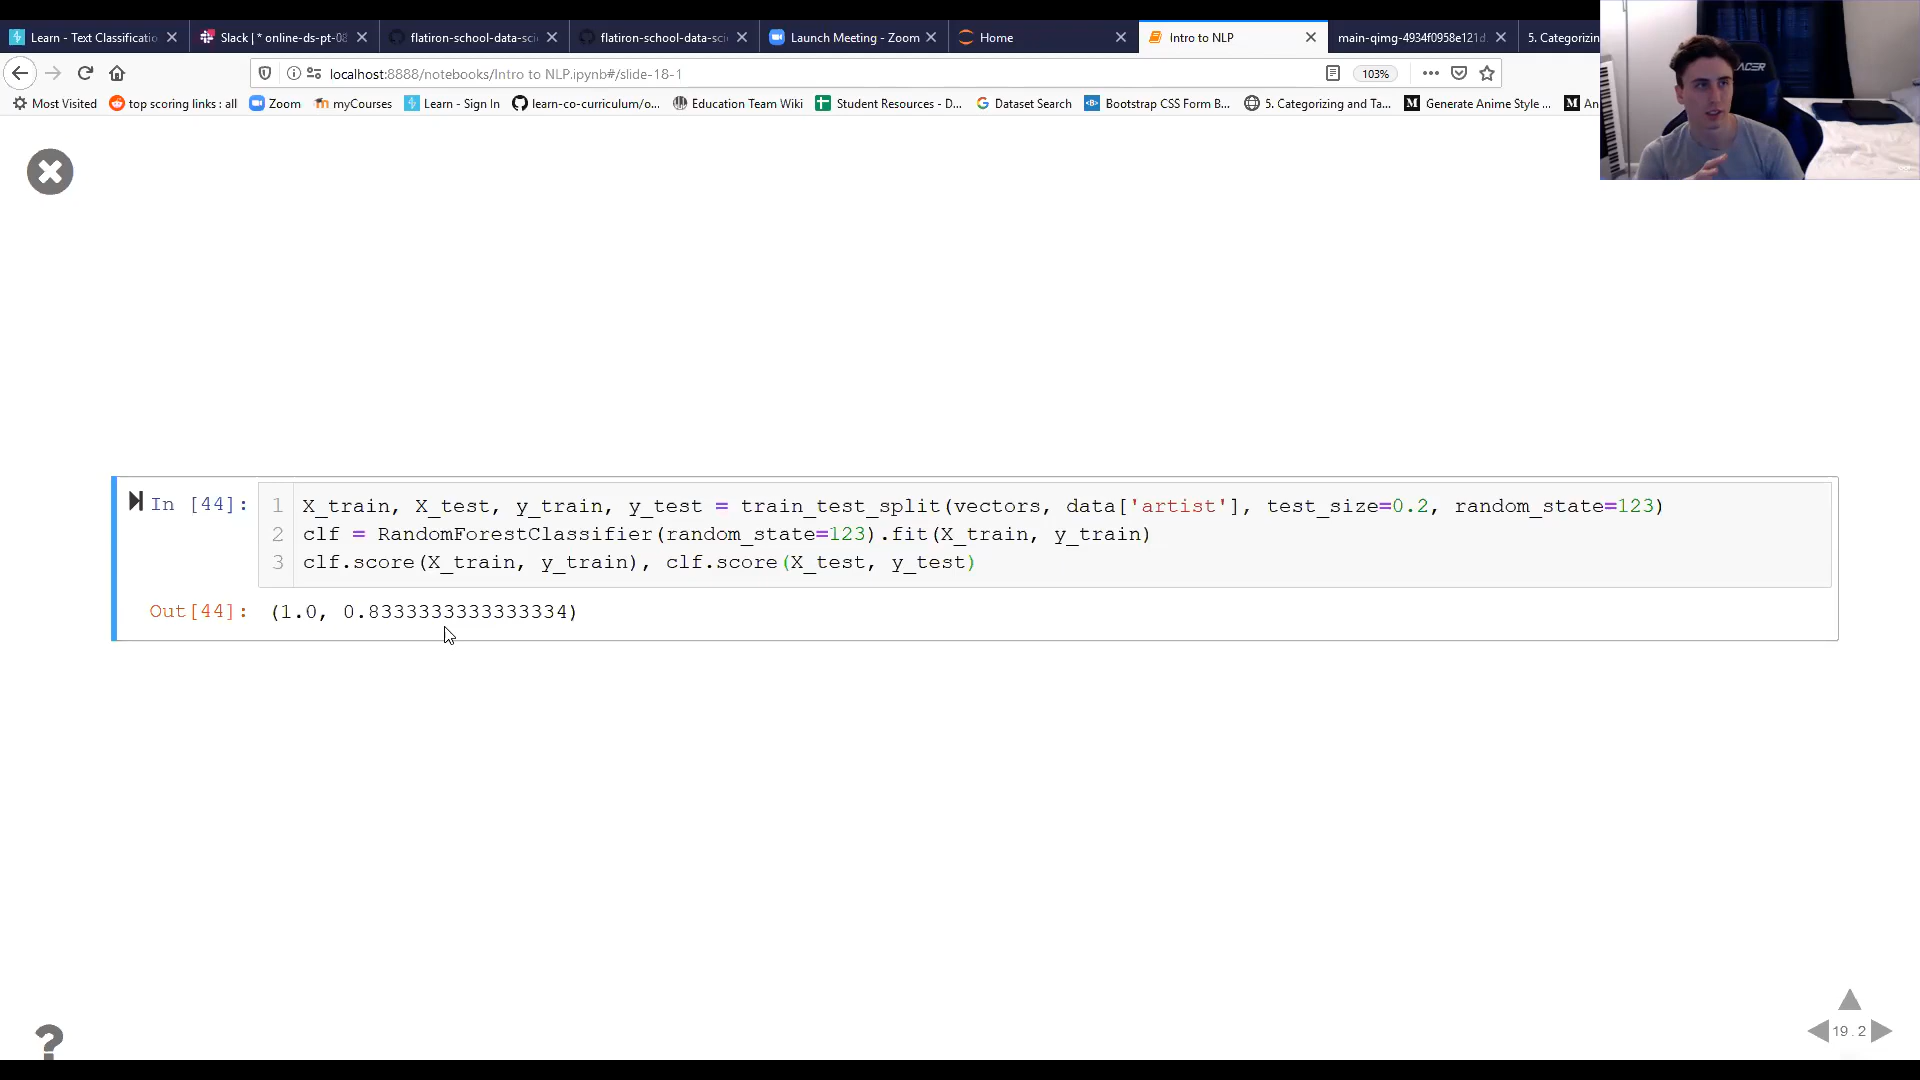 Learn - Text Classificatio
Slack | * online-ds-pt-08
flatiron-school-data-sci
flatiron-school-data-sci
Launch Meeting - Zoom
Home
Intro to NLP
main-qimg-4934f0958e121d
5. Categorizin
localhost:8888/notebooks/Intro to NLP.ipynb#/slide-18-1
103%
Most Visited
top scoring links : all
Zoom
myCourses
Learn - Sign In
learn-co-curriculum/o...
Education Team Wiki
Student Resources - D...
Dataset Search
Bootstrap CSS Form B...
5. Categorizing and Ta...
Generate Anime Style ...
An
ACER
In [44]:
1 X_train, X_test, y_train, y_test = train_test_split(vectors, data['artist'], test_size=0.2, random_state=123)
2 clf = RandomForestClassifier(random_state=123).fit(X_train, y_train)
3 clf.score(X_train, y_train), clf.score(X_test, y_test)
Out[44]: (1.0, 0.8333333333333334)
?
19.2